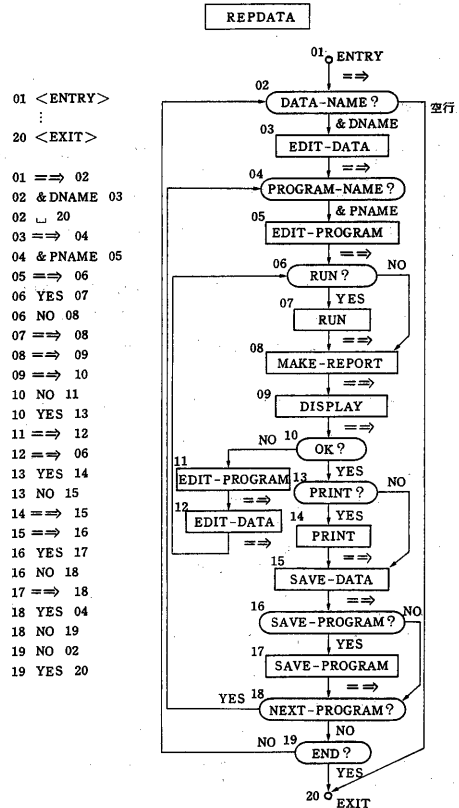 REPDATA
01 <ENTRY>
⋮
20 <EXIT>
01 ==> 02
02 & DNAME 03
02 ␣ 20
03 ==> 04
04 & PNAME 05
05 ==> 06
06 YES 07
06 NO 08
07 ==> 08
08 ==> 09
09 ==> 10
10 NO 11
10 YES 13
11 ==> 12
12 ==> 06
13 YES 14
13 NO 15
14 ==> 15
15 ==> 16
16 YES 17
16 NO 18
17 ==> 18
18 YES 04
18 NO 19
19 NO 02
19 YES 20
01 ENTRY
==>
02
DATA-NAME?
空行
& DNAME
03
EDIT-DATA
==>
04
PROGRAM-NAME?
& PNAME
05
EDIT-PROGRAM
==>
06
RUN?
NO
YES
07
RUN
==>
08
MAKE-REPORT
==>
09
DISPLAY
==>
NO 10
OK?
YES
11
EDIT-PROGRAM
==>
12
EDIT-DATA
==>
13
PRINT?
NO
YES
14
PRINT
==>
15
SAVE-DATA
==>
16
SAVE-PROGRAM?
NO
YES
17
SAVE-PROGRAM
==>
YES 18
NEXT-PROGRAM?
NO
NO 19
END?
YES
20
EXIT